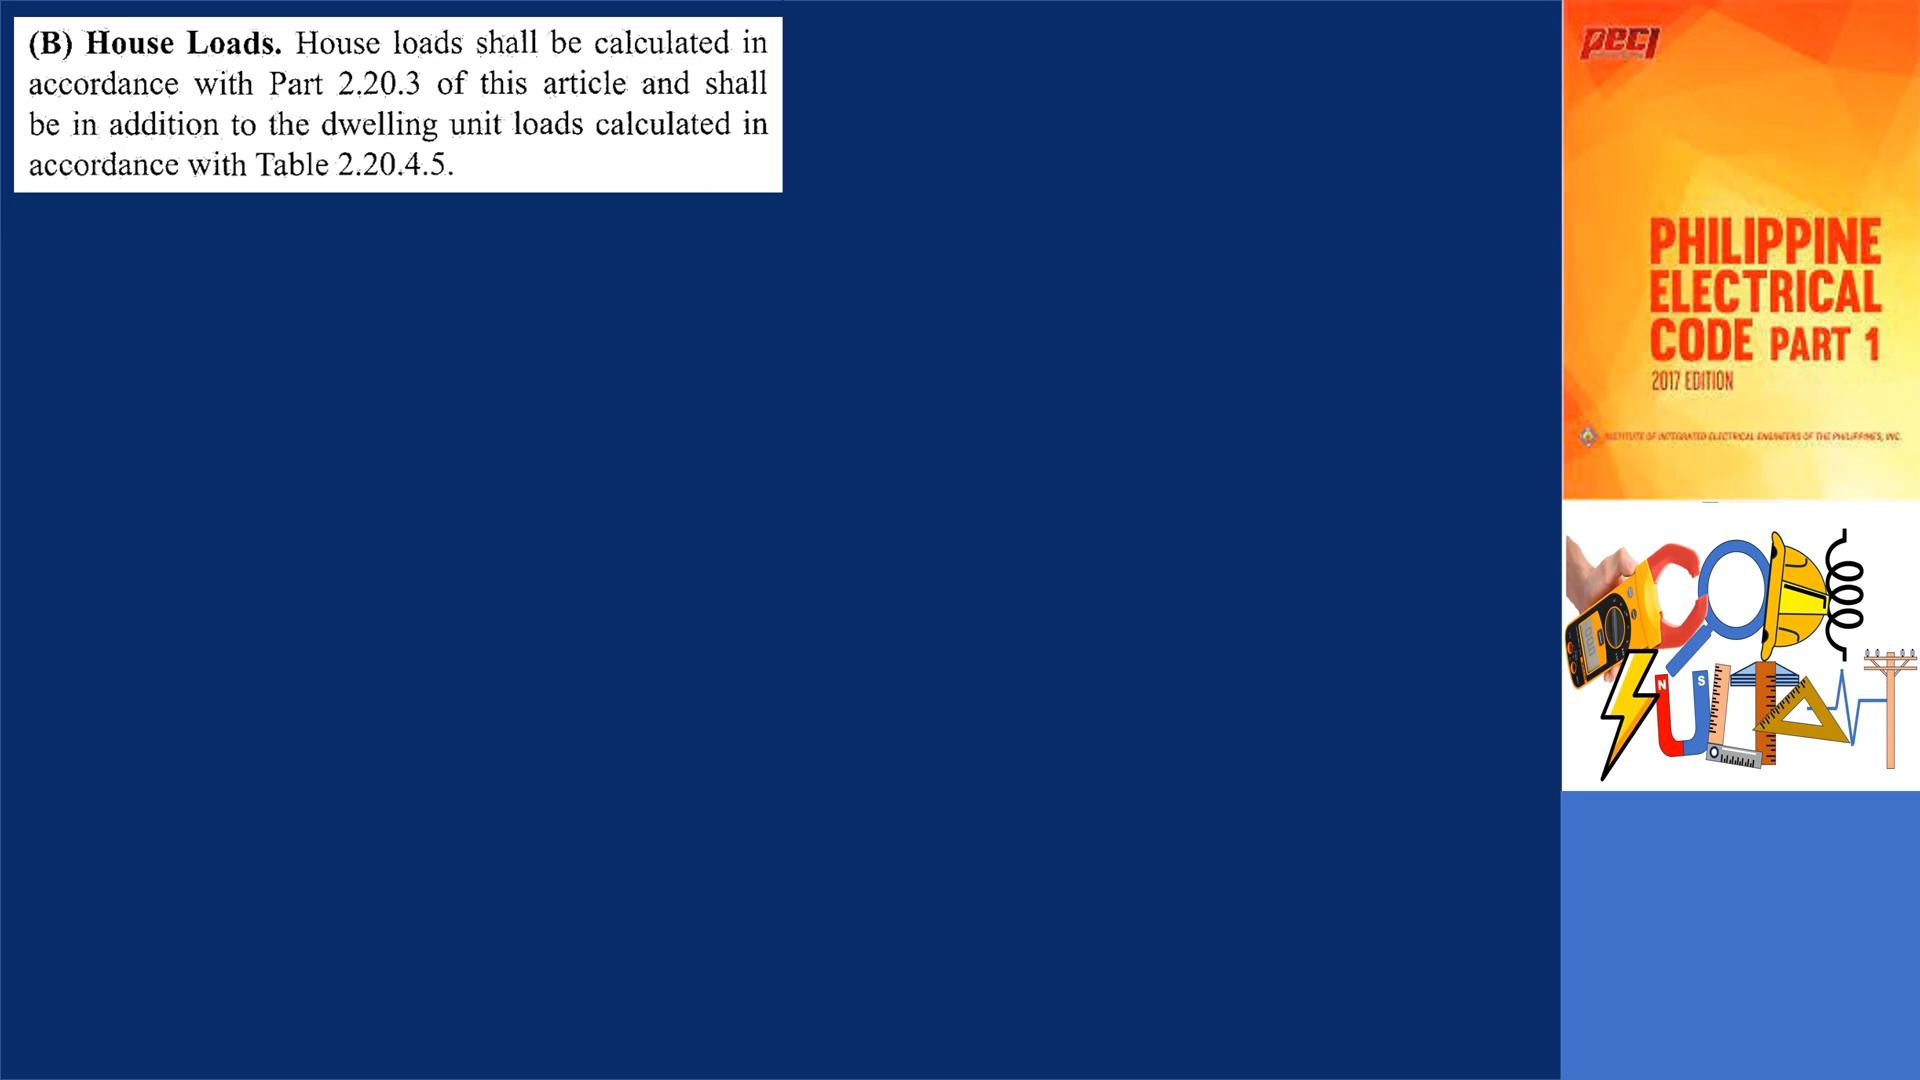 (B) House Loads. House loads shall be calculated in
accordance with Part 2.20.3 of this article and shall
be in addition to the dwelling unit loads calculated in
accordance with Table 2.20.4.5.
PHILIPPINE
ELECTRICAL
CODE PART 1
2017 EDITION
INSTITUTE OF INTEGRATED ELECTRICAL ENGINEERS OF THE PHILIPPINES, INC.
N
S